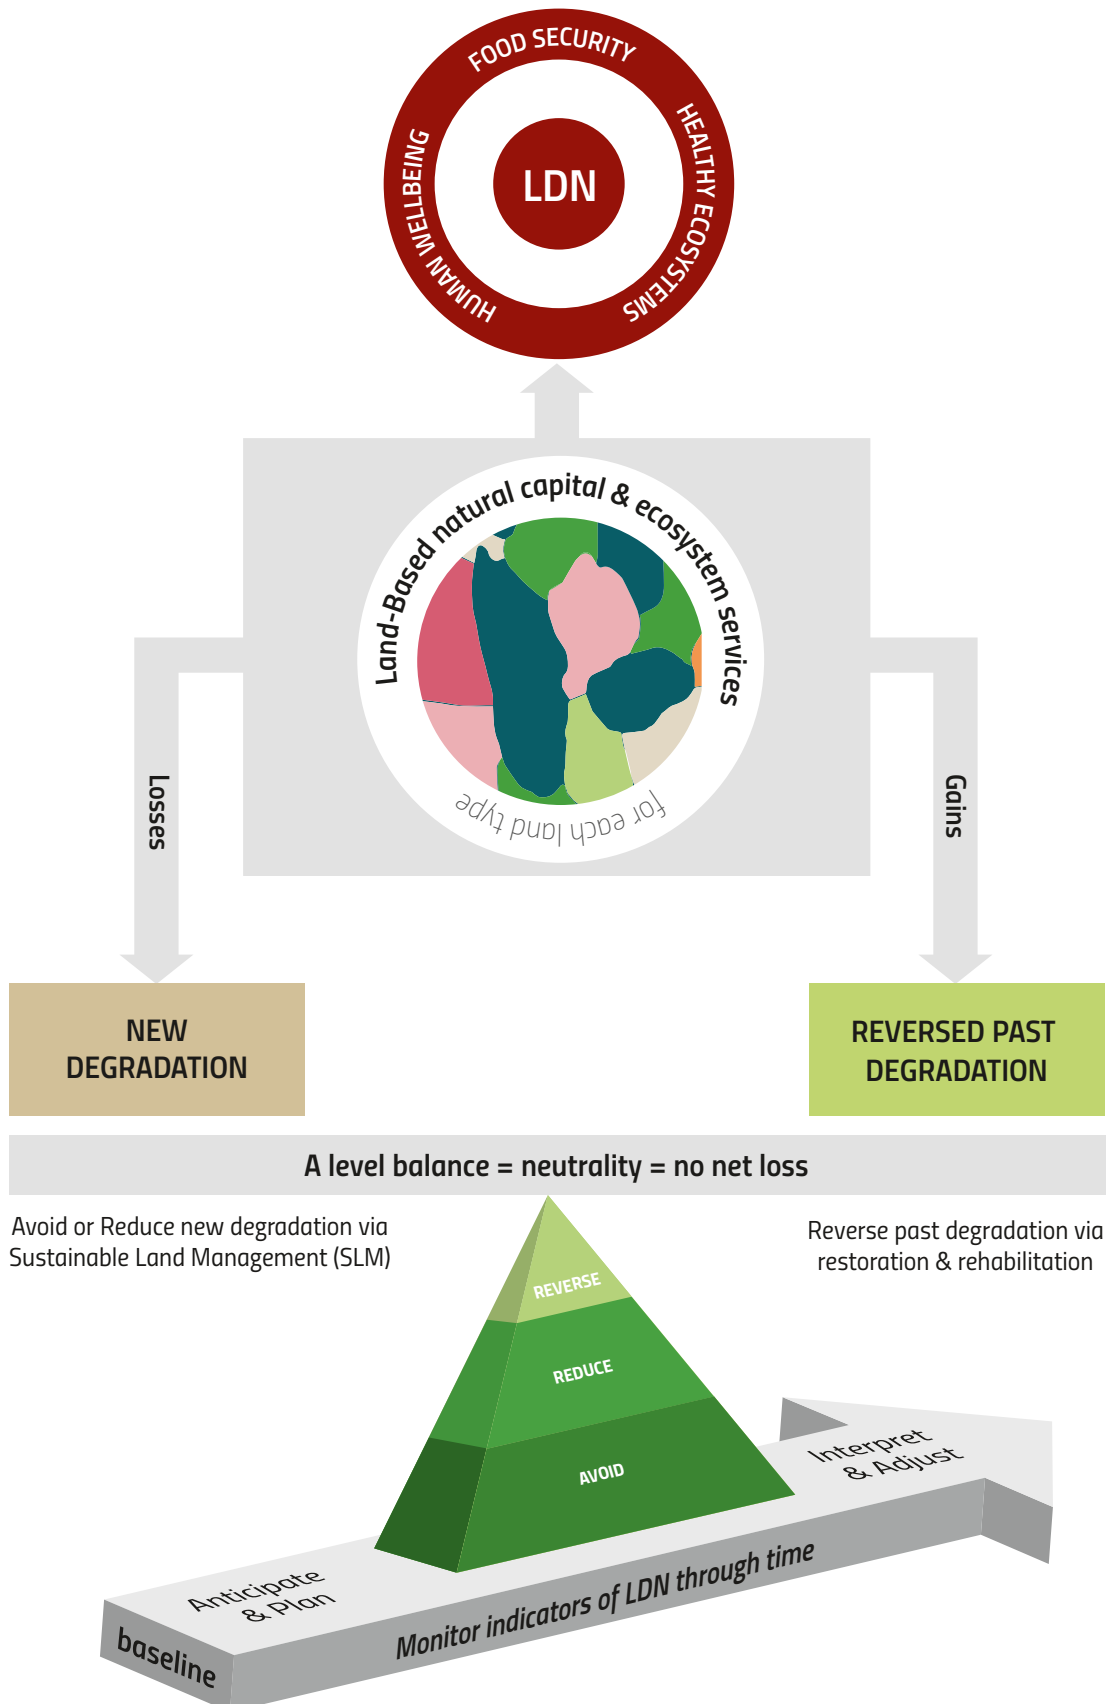 FOOD SECURITY
HUMAN WELLBEING
HEALTHY ECOSYSTEMS
LDN
Land-Based natural capital & ecosystem services
for each land type
Losses
Gains
NEW
DEGRADATION
REVERSED PAST
DEGRADATION
A level balance = neutrality = no net loss
Avoid or Reduce new degradation via
Sustainable Land Management (SLM)
Reverse past degradation via
restoration & rehabilitation
REVERSE
REDUCE
AVOID
Interpret
& Adjust
Anticipate
& Plan
Monitor indicators of LDN through time
baseline